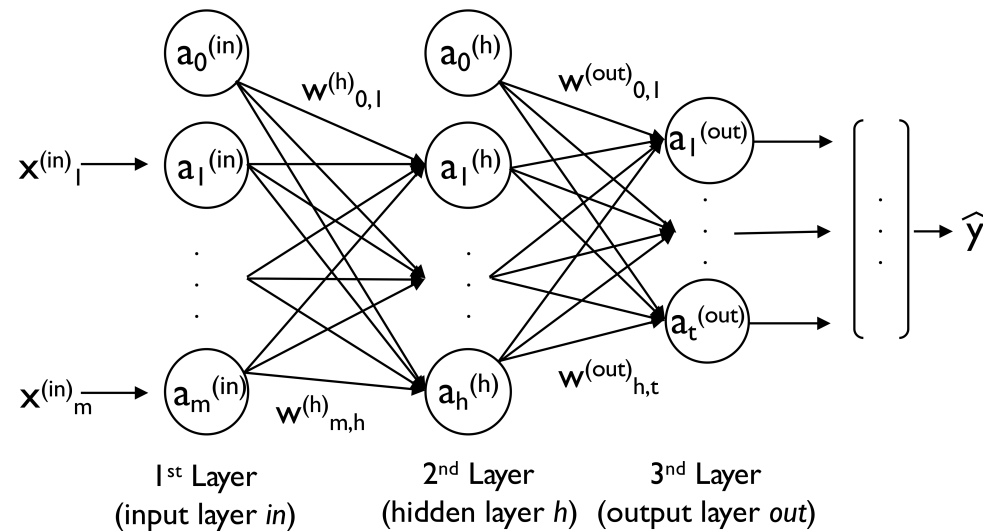 a₀⁽ⁱⁿ⁾ a₀⁽ʰ⁾
w⁽ʰ⁾₀,₁ w⁽ᵒᵘᵗ⁾₀,₁
x⁽ⁱⁿ⁾₁ a₁⁽ⁱⁿ⁾ a₁⁽ʰ⁾ a₁⁽ᵒᵘᵗ⁾
ŷ
x⁽ⁱⁿ⁾ₘ aₘ⁽ⁱⁿ⁾ aₕ⁽ʰ⁾ aₜ⁽ᵒᵘᵗ⁾
w⁽ʰ⁾ₘ,ₕ w⁽ᵒᵘᵗ⁾ₕ,ₜ
1ˢᵗ Layer 2ⁿᵈ Layer 3ⁿᵈ Layer
(input layer in) (hidden layer h) (output layer out)